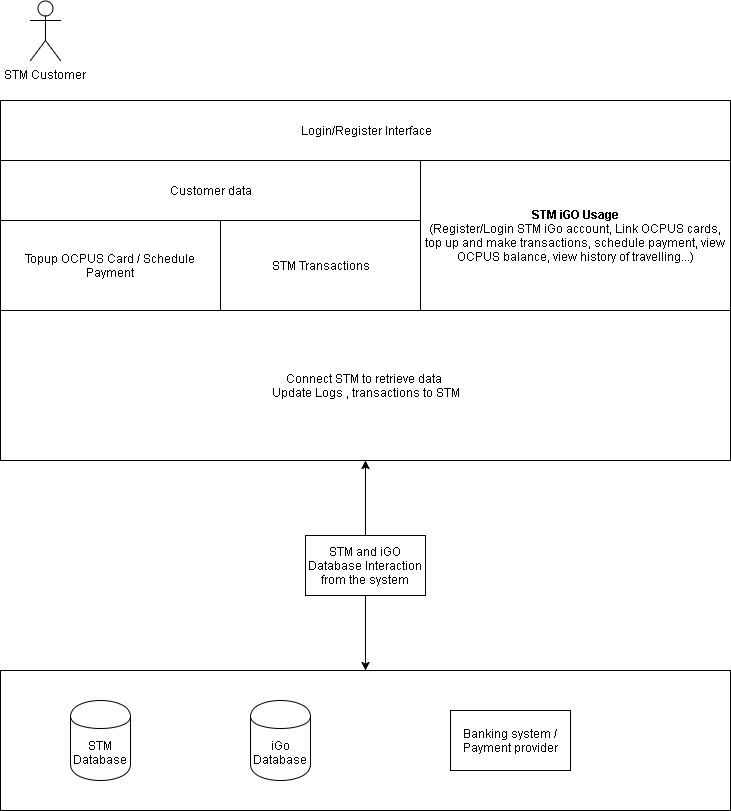 STM Customer
Login/Register Interface
Customer data
STM iGO Usage
(Register/Login STM iGo account, Link OCPUS cards,
top up and make transactions, schedule payment, view
OCPUS balance, view history of travelling...)
Topup OCPUS Card / Schedule
Payment
STM Transactions
Connect STM to retrieve data
Update Logs , transactions to STM
STM and iGO
Database Interaction
from the system
STM
Database
iGo
Database
Banking system /
Payment provider